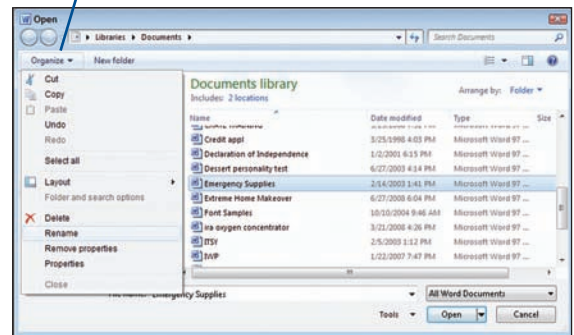 Open
Libraries ▸ Documents ▸
Search Documents
Organize ▾ New folder
Cut
Copy
Paste
Undo
Redo
Select all
Layout
Folder and search options
Delete
Rename
Remove properties
Properties
Close
Documents library
Includes: 2 locations
Arrange by: Folder ▾
Name Date modified Type Size
Credit appl 3/25/1998 4:03 PM Microsoft Word 97 ...
Declaration of Independence 1/2/2001 6:15 PM Microsoft Word 97 ...
Dessert personality test 6/27/2003 4:14 PM Microsoft Word 97 ...
Emergency Supplies 2/14/2003 1:41 PM Microsoft Word 97 ...
Extreme Home Makeover 6/27/2008 6:04 PM Microsoft Word 97 ...
Font Samples 10/10/2004 9:46 AM Microsoft Word 97 ...
ira oxygen concentrator 3/21/2008 4:26 PM Microsoft Word 97 ...
ITSY 2/5/2003 1:12 PM Microsoft Word 97 ...
IWP 1/22/2007 7:47 PM Microsoft Word 97 ...
Emergency Supplies
All Word Documents
Tools ▾ Open Cancel